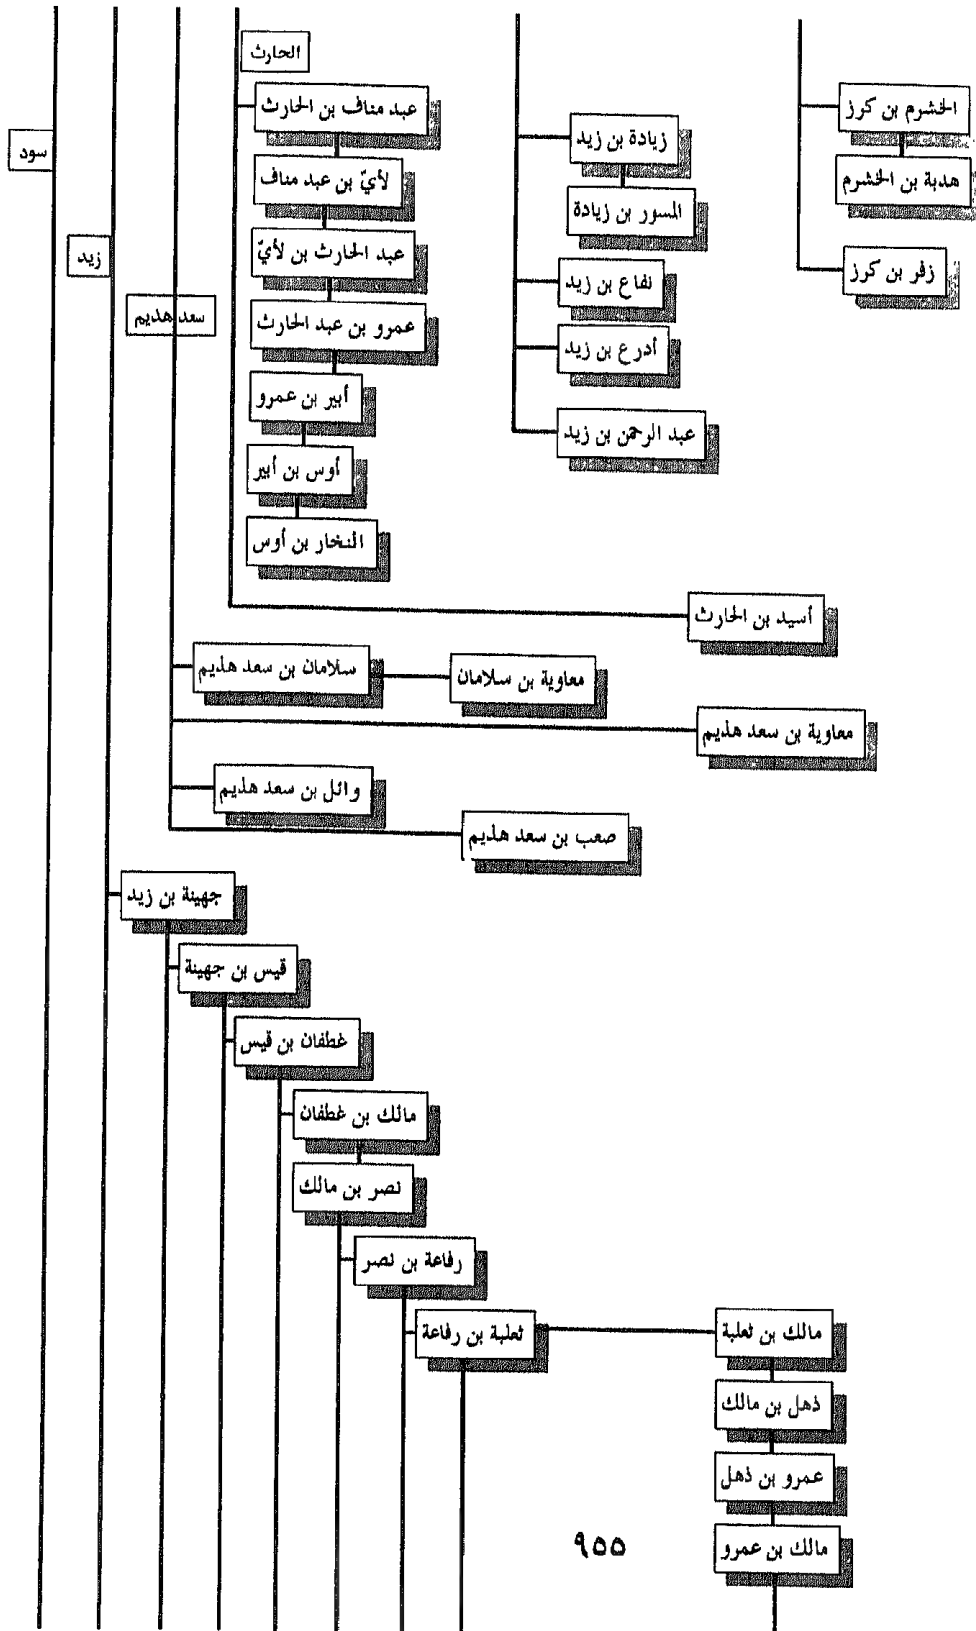 الحارث
عبد مناف بن الحارث
لأيّ بن عبد مناف
عبد الحارث بن لأيّ
عمرو بن عبد الحارث
أبير بن عمرو
أوس بن أبير
النخار بن أوس
أسيد بن الحارث
الخشرم بن كرز
هدبة بن الخشرم
زفر بن كرز
زيادة بن زيد
المسور بن زيادة
نفاع بن زيد
أدرع بن زيد
عبد الرحمن بن زيد
سود
زيد
سعد هديم
سلامان بن سعد هذيم
معاوية بن سلامان
معاوية بن سعد هذيم
وائل بن سعد هذيم
صعب بن سعد هذيم
جهينة بن زيد
قيس بن جهينة
غطفان بن قيس
مالك بن غطفان
نصر بن مالك
رفاعة بن نصر
ثعلبة بن رفاعة
مالك بن ثعلبة
ذهل بن مالك
عمرو بن ذهل
مالك بن عمرو
٩٥٥